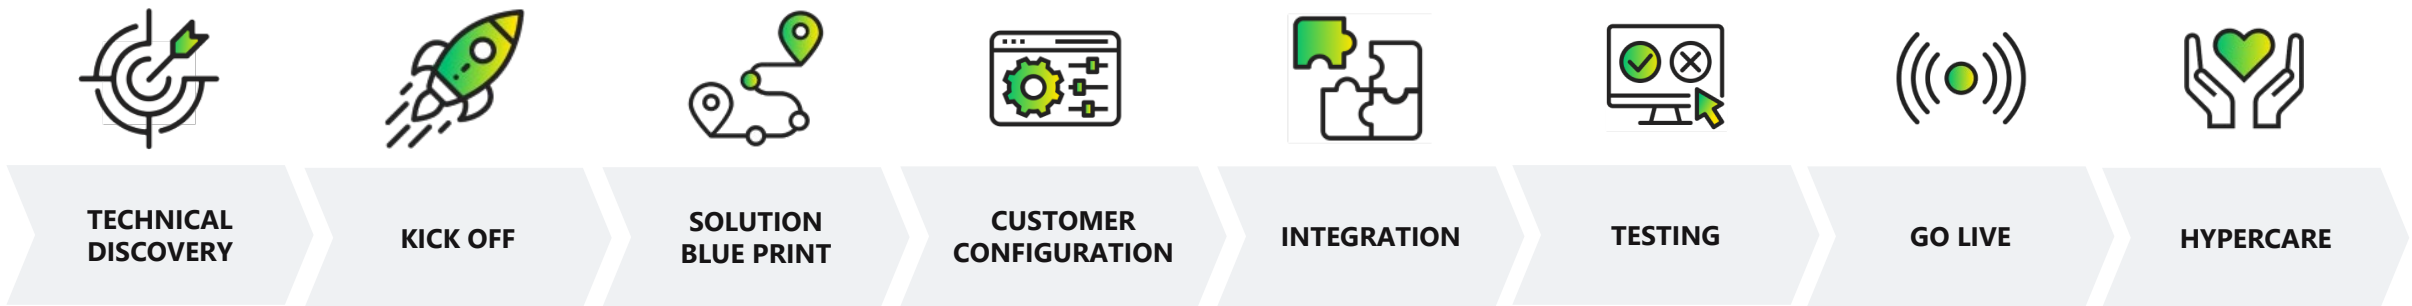 TECHNICAL
DISCOVERY
KICK OFF
SOLUTION
BLUE PRINT
CUSTOMER
CONFIGURATION
INTEGRATION
TESTING
GO LIVE
HYPERCARE